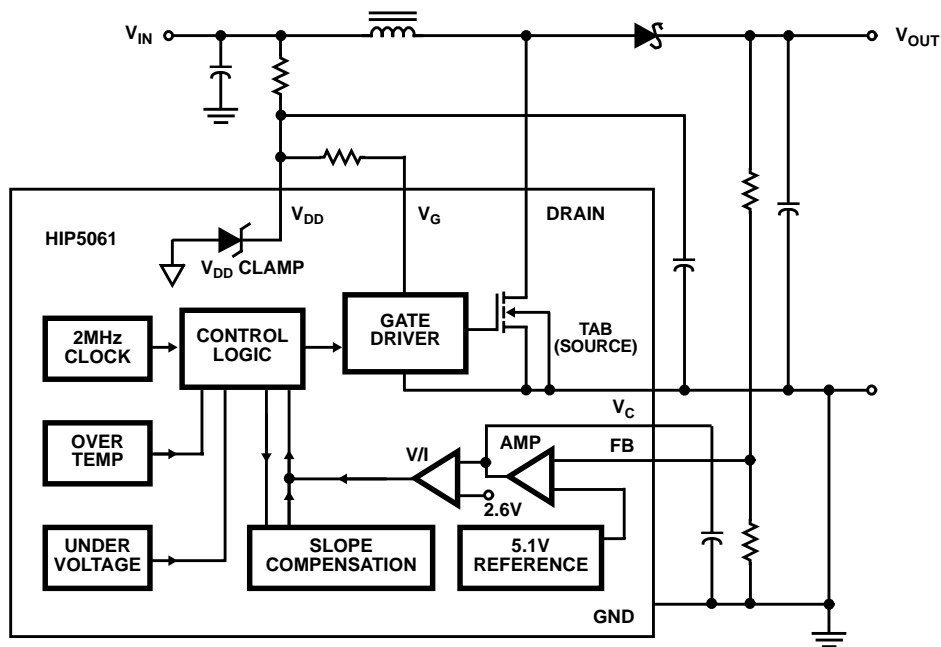 VIN
VOUT
VDD
VG
DRAIN
HIP5061
VDD CLAMP
2MHz
CLOCK
CONTROL
LOGIC
GATE
DRIVER
TAB
(SOURCE)
VC
OVER
TEMP
V/I
AMP
FB
2.6V
UNDER
VOLTAGE
SLOPE
COMPENSATION
5.1V
REFERENCE
GND